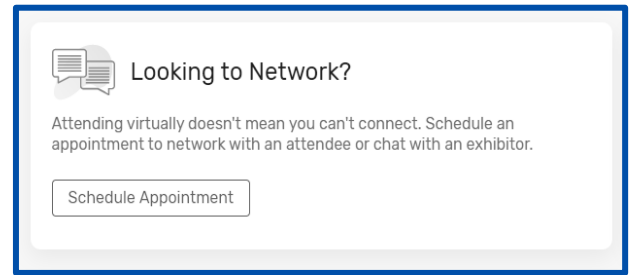 Looking to Network?
Attending virtually doesn't mean you can't connect. Schedule an
appointment to network with an attendee or chat with an exhibitor.
Schedule Appointment